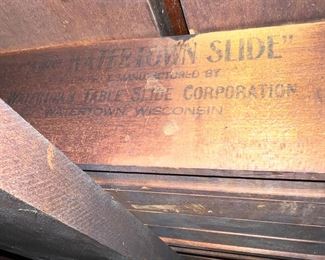 WATERTOWN SLIDE"
MANUFACTURED BY
WATERTOWN TABLE SLIDE CORPORATION
WATERTOWN, WISCONSIN